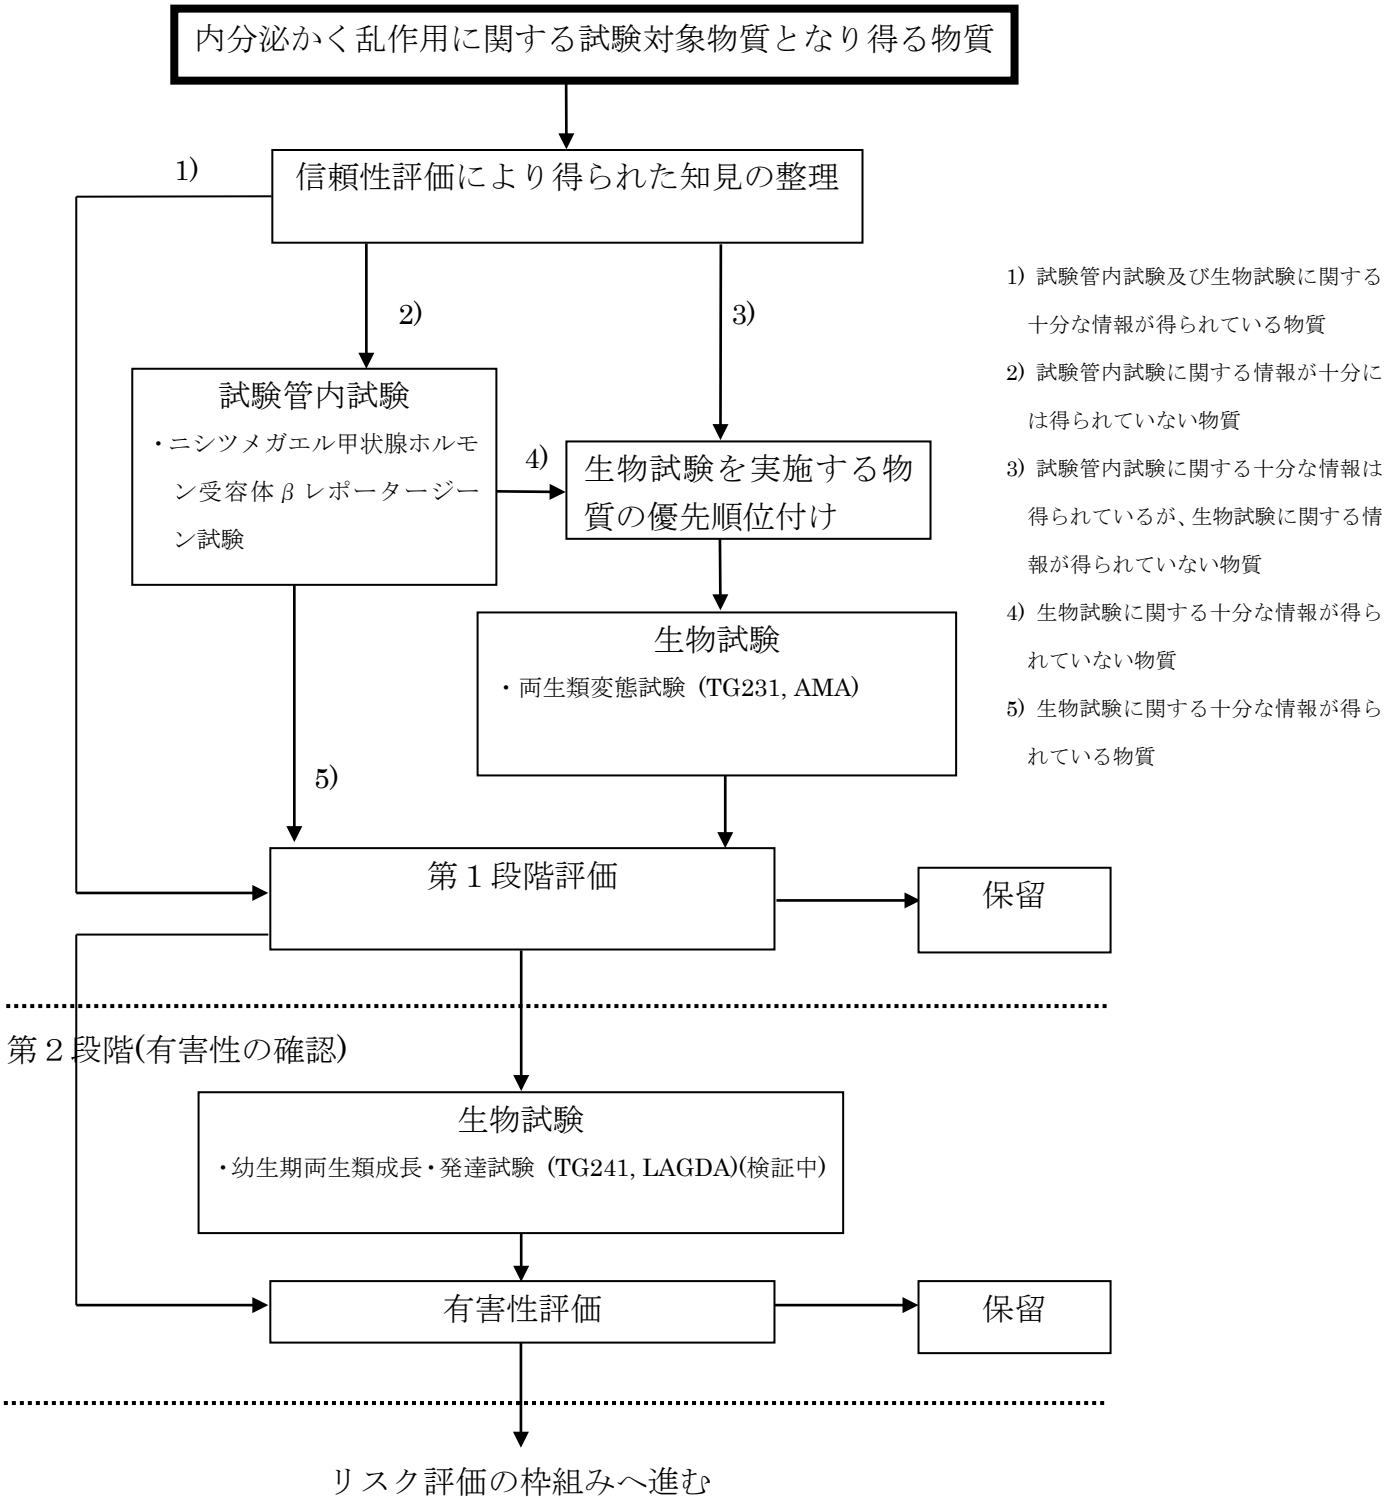 内分泌かく乱作用に関する試験対象物質となり得る物質
1)
信頼性評価により得られた知見の整理
2)
3)
1) 試験管内試験及び生物試験に関する
十分な情報が得られている物質
2) 試験管内試験に関する情報が十分に
は得られていない物質
3) 試験管内試験に関する十分な情報は
得られているが、生物試験に関する情
報が得られていない物質
4) 生物試験に関する十分な情報が得ら
れていない物質
5) 生物試験に関する十分な情報が得ら
れている物質
試験管内試験
・ニシツメガエル甲状腺ホルモ
ン受容体βレポータージー
ン試験
4)
生物試験を実施する物
質の優先順位付け
生物試験
・両生類変態試験 (TG231, AMA)
5)
第１段階評価
保留
第２段階(有害性の確認)
生物試験
・幼生期両生類成長・発達試験 (TG241, LAGDA)(検証中)
有害性評価
保留
リスク評価の枠組みへ進む